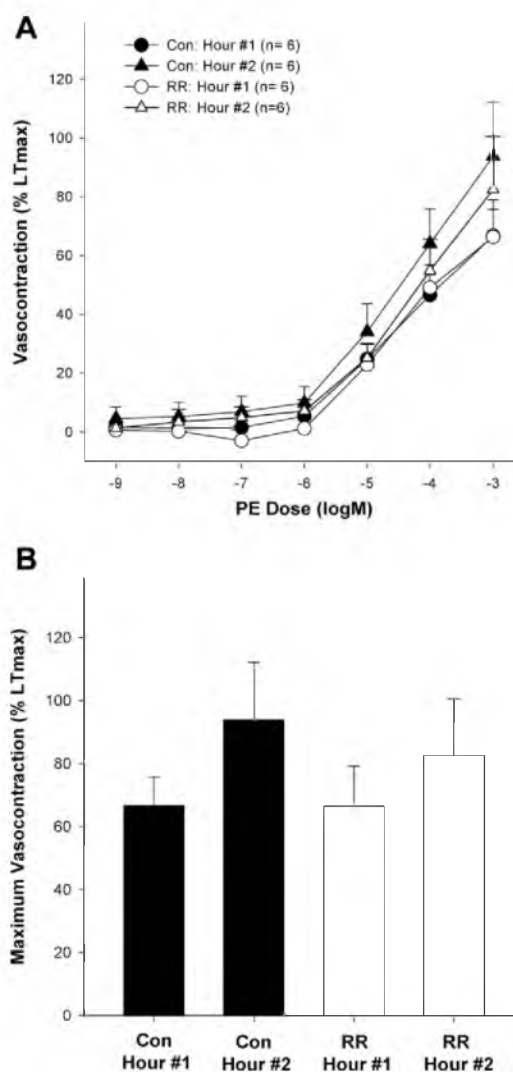 A
Con: Hour #1 (n= 6)
Con: Hour #2 (n= 6)
RR: Hour #1 (n= 6)
RR: Hour #2 (n=6)
Vasocontraction (% LTmax)
120
100
80
60
40
20
0
-9 -8 -7 -6 -5 -4 -3
PE Dose (logM)
B
Maximum Vasocontraction (% LTmax)
120
100
80
60
40
20
0
Con Con RR RR
Hour #1 Hour #2 Hour #1 Hour #2